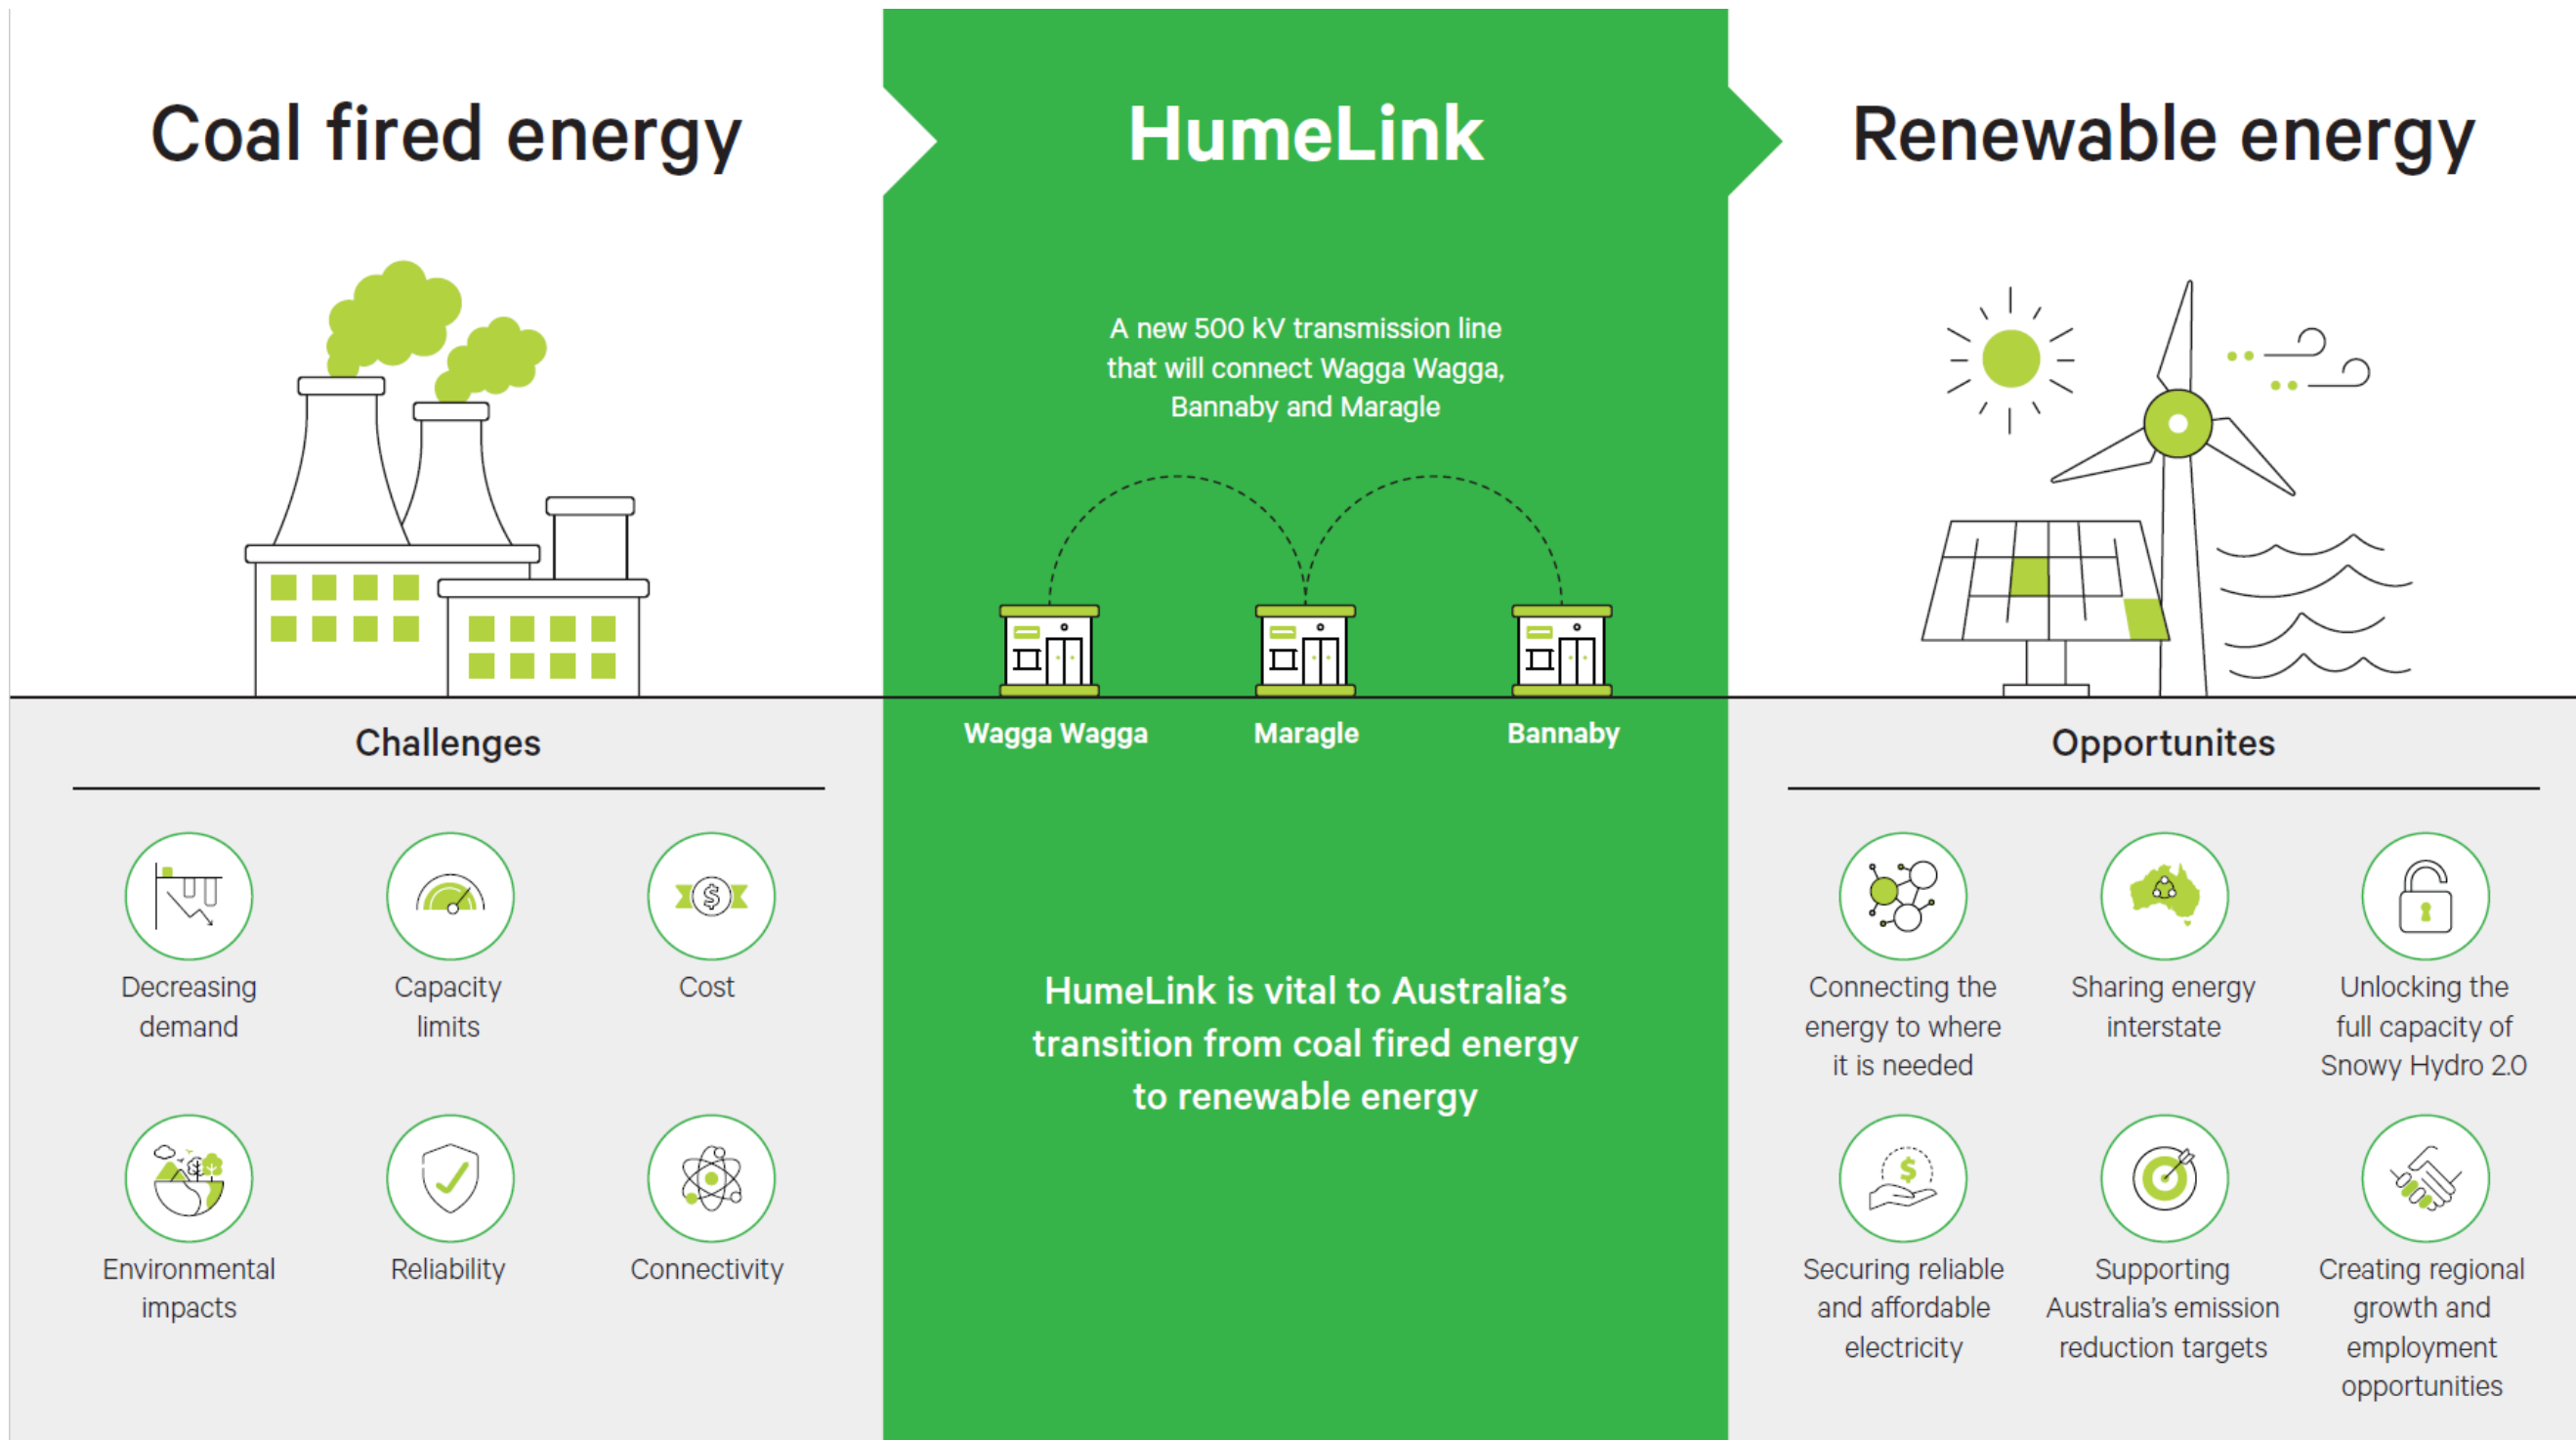 Coal fired energy
HumeLink
Renewable energy
A new 500 kV transmission line
that will connect Wagga Wagga,
Bannaby and Maragle
Wagga Wagga
Maragle
Bannaby
HumeLink is vital to Australia's
transition from coal fired energy
to renewable energy
Challenges
Decreasing
demand
Capacity
limits
Cost
$
Environmental
impacts
Reliability
Connectivity
Opportunites
Connecting the
energy to where
it is needed
Sharing energy
interstate
Unlocking the
full capacity of
Snowy Hydro 2.0
$
Securing reliable
and affordable
electricity
Supporting
Australia's emission
reduction targets
Creating regional
growth and
employment
opportunities